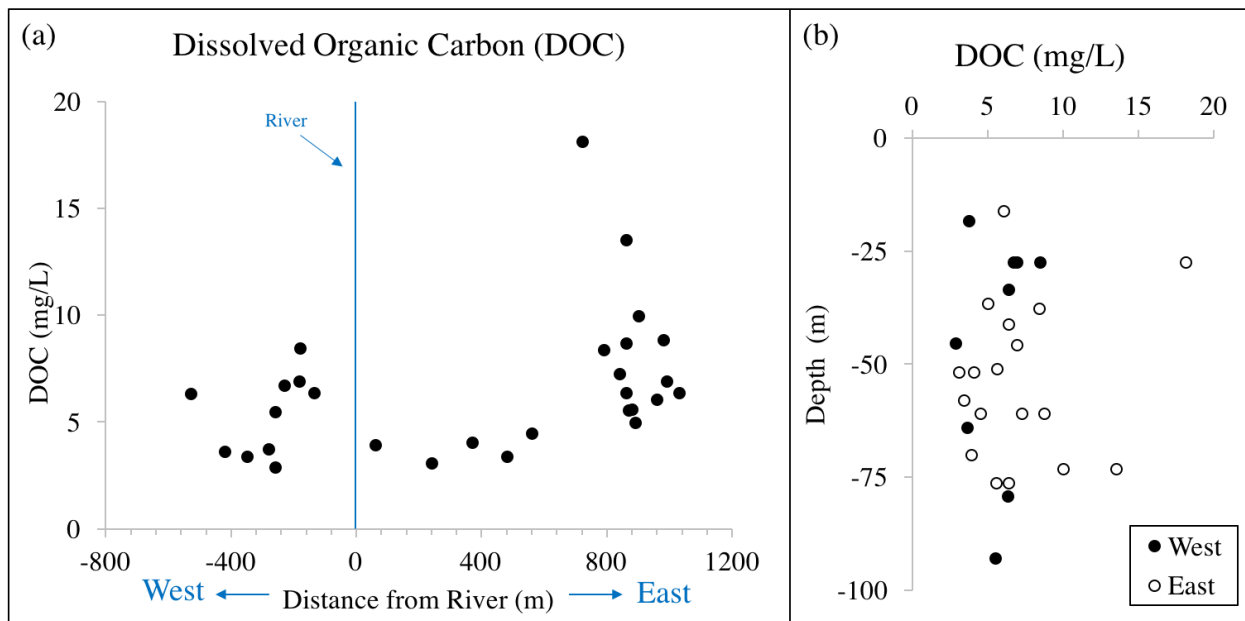 (a)
Dissolved Organic Carbon (DOC)
River
DOC (mg/L)
20
15
10
5
0
-800
-400
0
400
800
1200
West
Distance from River (m)
East
(b)
DOC (mg/L)
0
5
10
15
20
Depth (m)
0
-25
-50
-75
-100
West
East